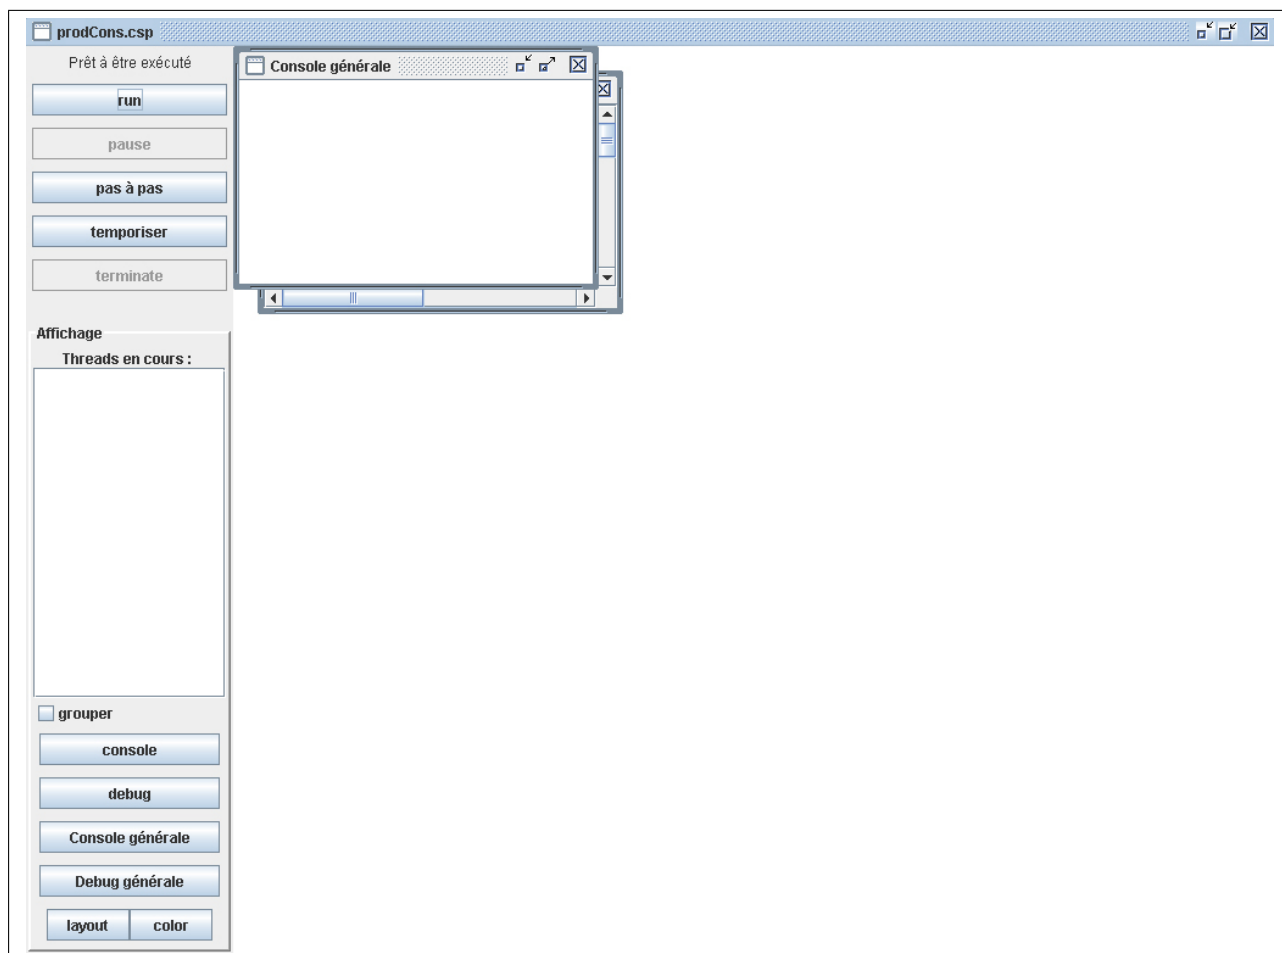 prodCons.csp
Prêt à être exécuté
run
pause
pas à pas
temporiser
terminate
Console générale
Affichage
Threads en cours :
grouper
console
debug
Console générale
Debug générale
layout color